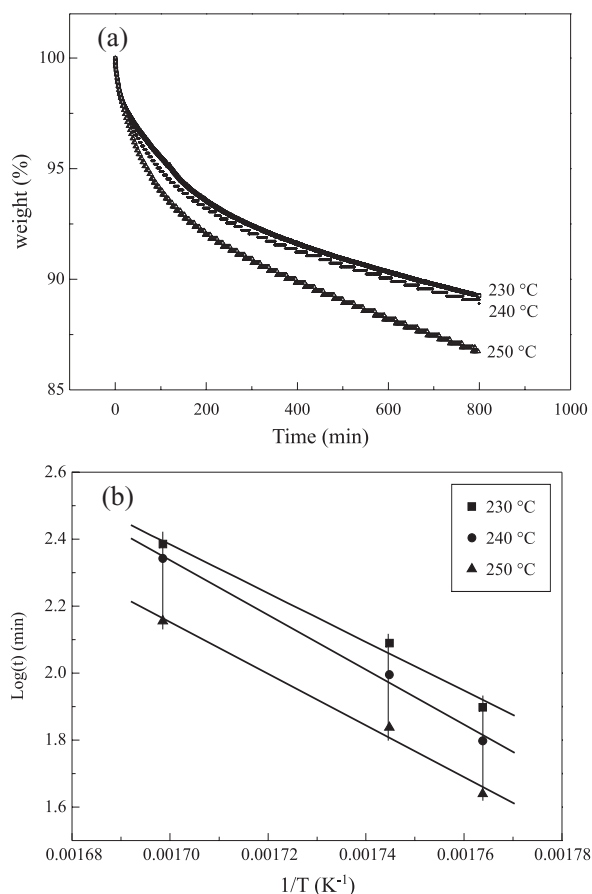 (a)
100
95
90
85
weight (%)
230 °C
240 °C
250 °C
0
200
400
600
800
1000
Time (min)
(b)
2.6
2.4
2.2
2.0
1.8
1.6
Log(t) (min)
230 °C
240 °C
250 °C
0.00168
0.00170
0.00172
0.00174
0.00176
0.00178
1/T (K⁻¹)